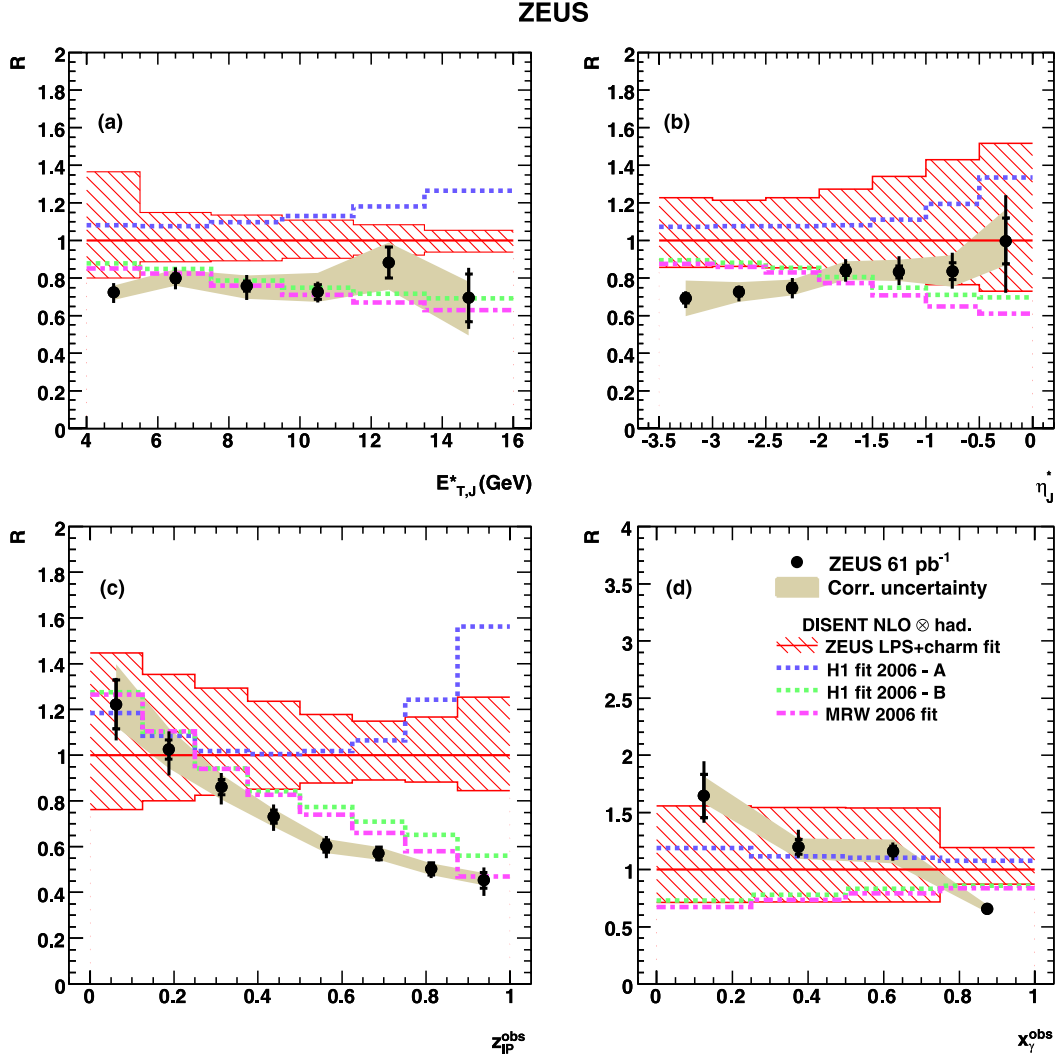 ZEUS
R
2
1.8
1.6
1.4
1.2
1
0.8
0.6
0.4
0.2
0
(a)
4 6 8 10 12 14 16
E*T,J (GeV)
R
2
1.8
1.6
1.4
1.2
1
0.8
0.6
0.4
0.2
0
(b)
-3.5 -3 -2.5 -2 -1.5 -1 -0.5 0
η*J
R
2
1.8
1.6
1.4
1.2
1
0.8
0.6
0.4
0.2
0
(c)
0 0.2 0.4 0.6 0.8 1
zIPobs
R
4
3.5
3
2.5
2
1.5
1
0.5
0
(d)
ZEUS 61 pb-1
Corr. uncertainty
DISENT NLO ⊗ had.
ZEUS LPS+charm fit
H1 fit 2006 - A
H1 fit 2006 - B
MRW 2006 fit
0 0.2 0.4 0.6 0.8 1
xγobs